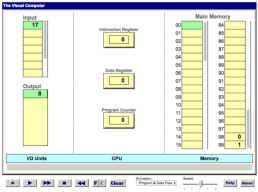 The Visual Computer
Input
17
Output
8
Instruction Register
0
Data Register
0
Program Counter
0
Main Memory
00 84
01 85
02 86
03 87
04 88
05 89
06 90
07 91
08 92
09 93
10 94
11 95
12 96
13 97
14 98 0
15 99 1
I/O Units CPU Memory
Clear
Animation:
Program & Data Flow
Speed:
Help
About